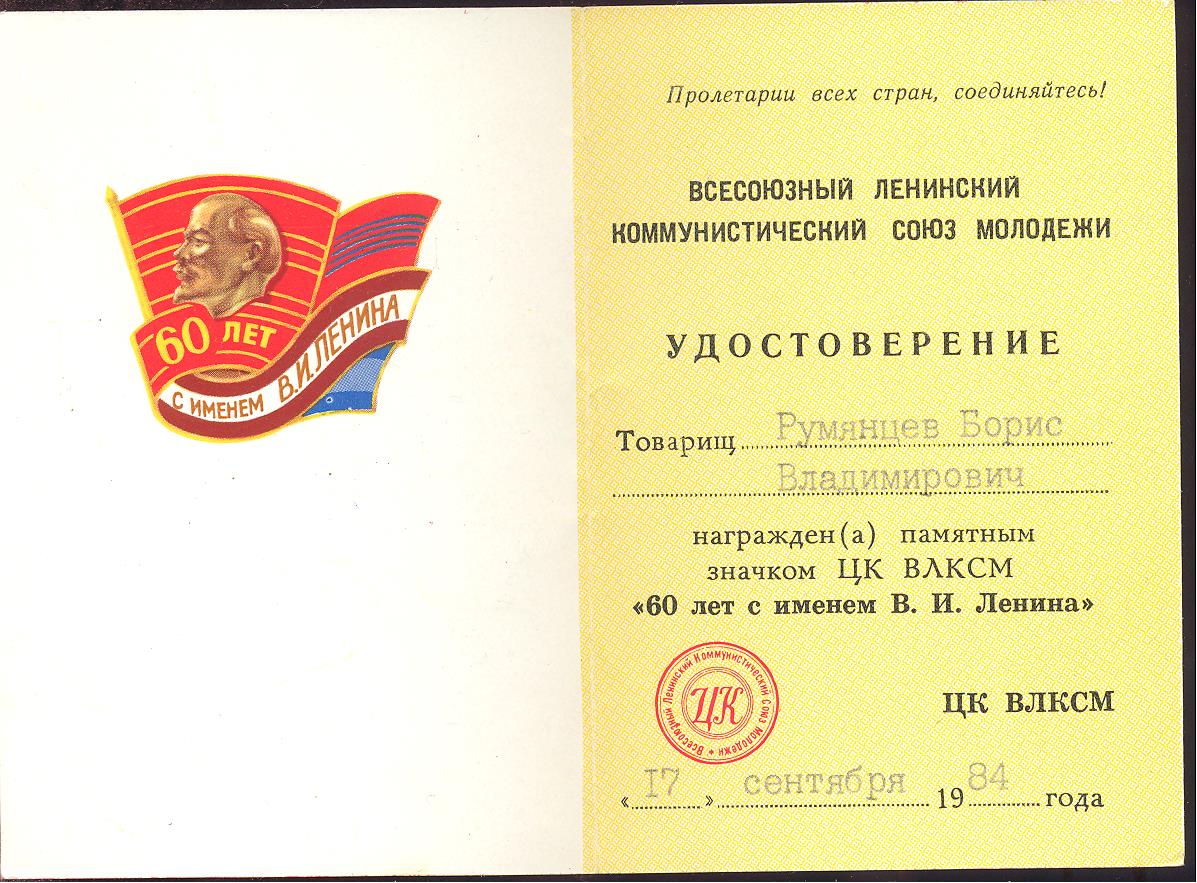 60 ЛЕТ
С ИМЕНЕМ В.И.ЛЕНИНА
Пролетарии всех стран, соединяйтесь!
ВСЕСОЮЗНЫЙ ЛЕНИНСКИЙ
КОММУНИСТИЧЕСКИЙ СОЮЗ МОЛОДЕЖИ
УДОСТОВЕРЕНИЕ
Товарищ Румянцев Борис
Владимирович
награжден(а) памятным
значком ЦК ВЛКСМ
«60 лет с именем В. И. Ленина»
Всесоюзный Ленинский Коммунистический Союз Молодежи
ЦК
ЦК ВЛКСМ
«17» сентября 1984 года